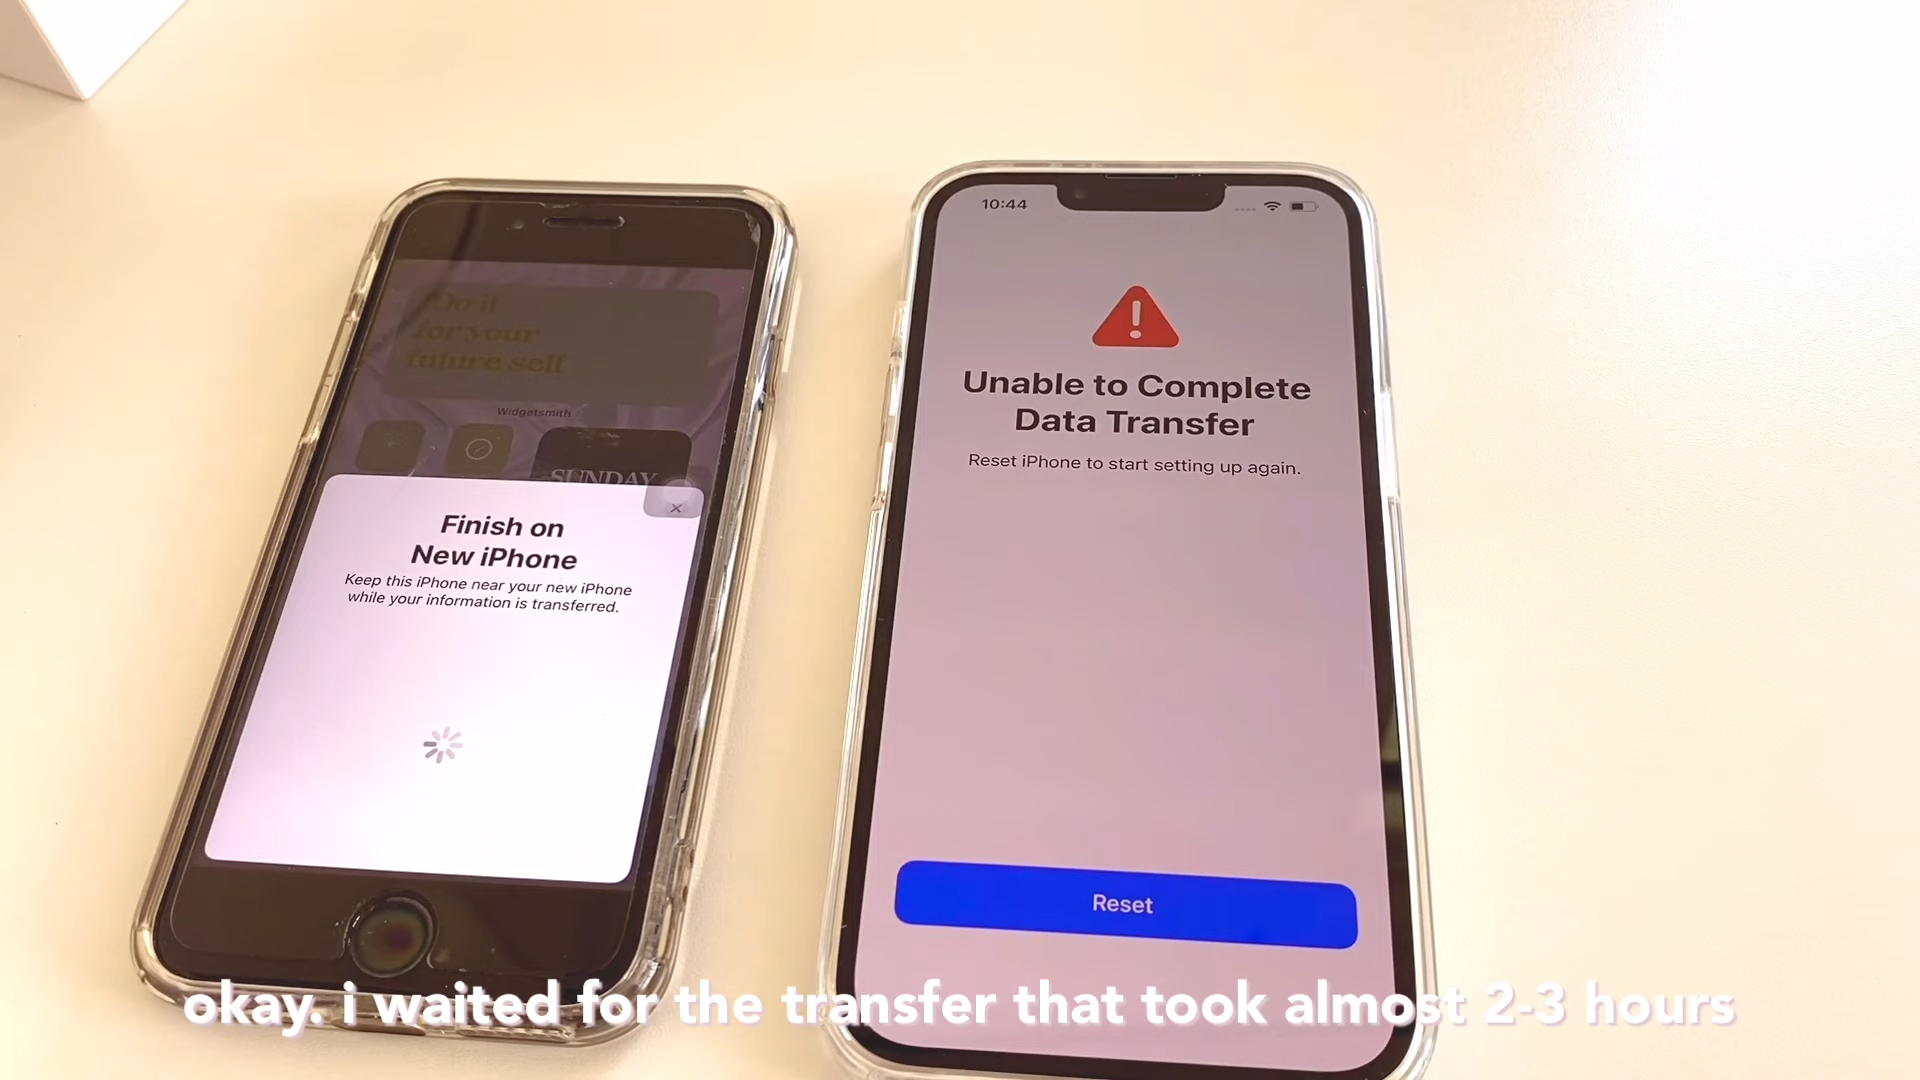 Do it
for your
future self
Widgetsmith
SUNDAY
Finish on
New iPhone
Keep this iPhone near your new iPhone
while your information is transferred.
10:44
Unable to Complete
Data Transfer
Reset iPhone to start setting up again.
Reset
okay. i waited for the transfer that took almost 2-3 hours